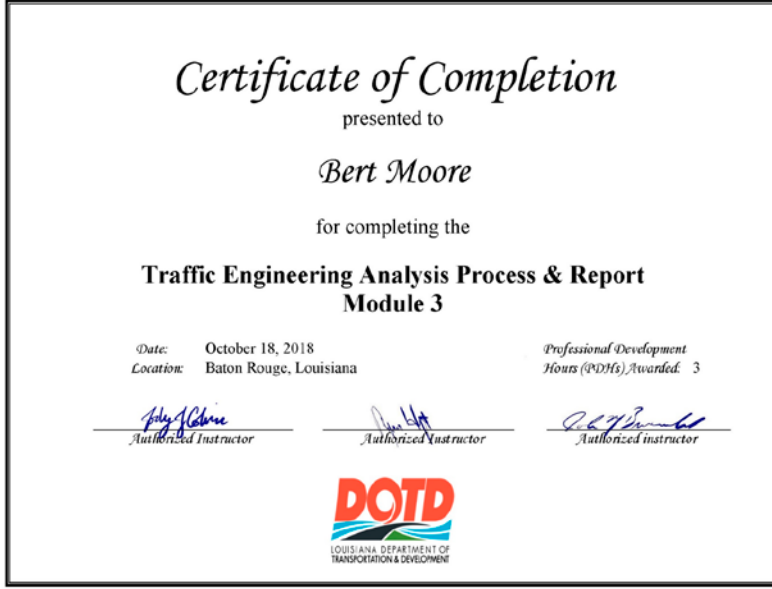 Certificate of Completion
presented to
Bert Moore
for completing the
Traffic Engineering Analysis Process & Report
Module 3
Date: October 18, 2018
Location: Baton Rouge, Louisiana
Professional Development
Hours (PDHs) Awarded: 3
Authorized Instructor
Authorized Instructor
Authorized instructor
DOTD
LOUISIANA DEPARTMENT OF
TRANSPORTATION & DEVELOPMENT